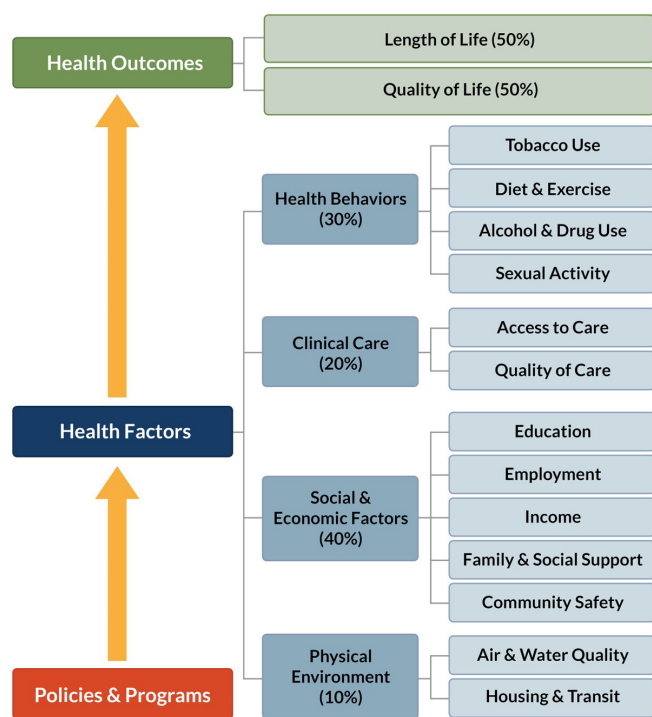 Health Outcomes
Length of Life (50%)
Quality of Life (50%)
Health Factors
Health Behaviors
(30%)
Tobacco Use
Diet & Exercise
Alcohol & Drug Use
Sexual Activity
Clinical Care
(20%)
Access to Care
Quality of Care
Social &
Economic Factors
(40%)
Education
Employment
Income
Family & Social Support
Community Safety
Physical
Environment
(10%)
Air & Water Quality
Housing & Transit
Policies & Programs